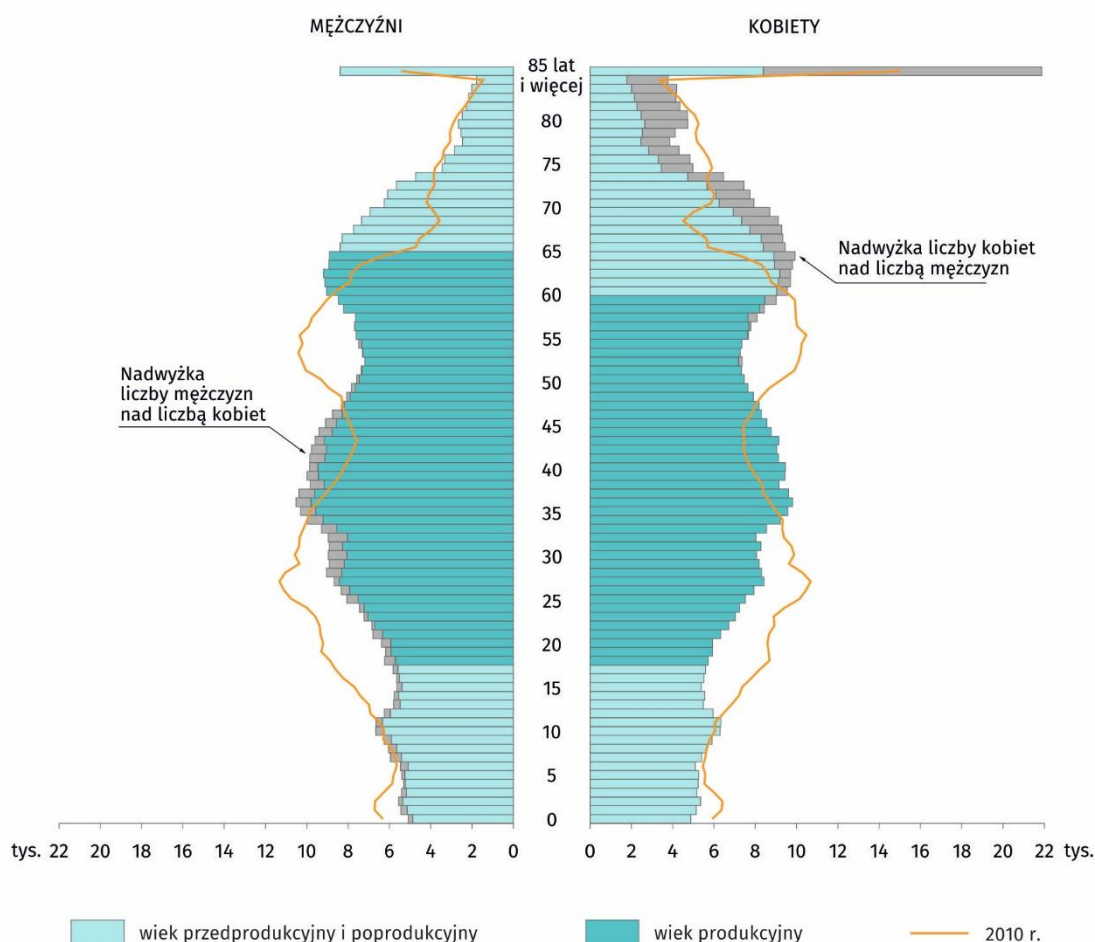 MĘŻCZYŹNI
KOBIETY
85 lat
i więcej
80
75
70
65
60
55
50
45
40
35
30
25
20
15
10
5
0
Nadwyżka liczby kobiet
nad liczbą mężczyzn
Nadwyżka
liczby mężczyzn
nad liczbą kobiet
tys. 22 20 18 16 14 12 10 8 6 4 2 0
0 2 4 6 8 10 12 14 16 18 20 22 tys.
wiek przedprodukcyjny i poprodukcyjny
wiek produkcyjny
2010 r.